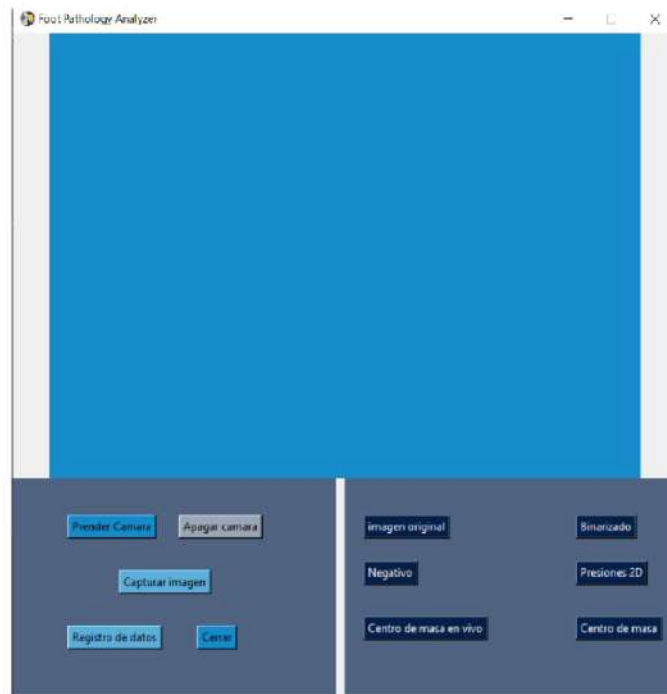 Foot Pathology Analyzer
Prender Camara
Apagar camara
Capturar imagen
Registro de datos
Cerrar
imagen original
Binarizado
Negativo
Presiones 2D
Centro de masa en vivo
Centro de masa